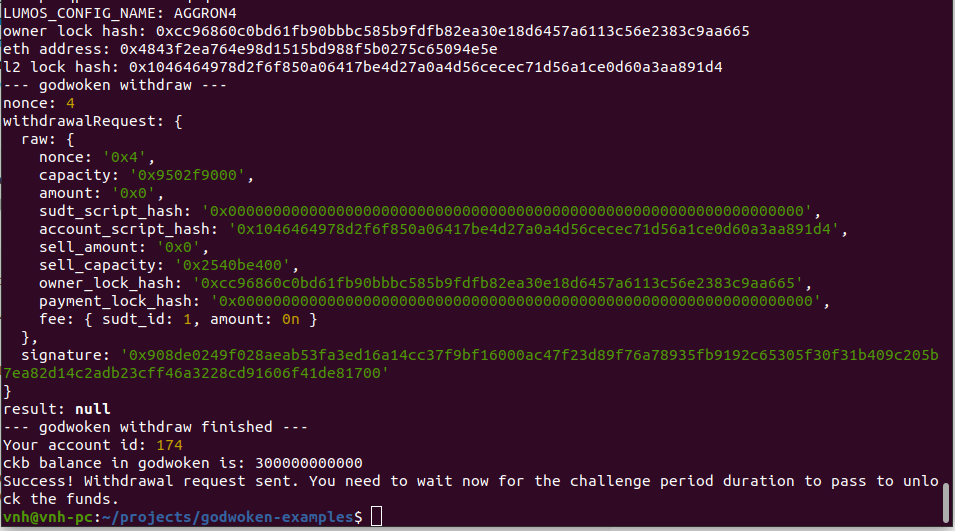 LUMOS_CONFIG_NAME: AGGRON4
owner lock hash: 0xcc96860c0bd61fb90bbbc585b9fdfb82ea30e18d6457a6113c56e2383c9aa665
eth address: 0x4843f2ea764e98d1515bd988f5b0275c65094e5e
l2 lock hash: 0x1046464978d2f6f850a06417be4d27a0a4d56cecec71d56a1ce0d60a3aa891d4
--- godwoken withdraw ---
nonce: 4
withdrawalRequest: {
  raw: {
    nonce: '0x4',
    capacity: '0x9502f9000',
    amount: '0x0',
    sudt_script_hash: '0x0000000000000000000000000000000000000000000000000000000000000000',
    account_script_hash: '0x1046464978d2f6f850a06417be4d27a0a4d56cecec71d56a1ce0d60a3aa891d4',
    sell_amount: '0x0',
    sell_capacity: '0x2540be400',
    owner_lock_hash: '0xcc96860c0bd61fb90bbbc585b9fdfb82ea30e18d6457a6113c56e2383c9aa665',
    payment_lock_hash: '0x0000000000000000000000000000000000000000000000000000000000000000',
    fee: { sudt_id: 1, amount: 0n }
  },
  signature: '0x908de0249f028aeab53fa3ed16a14cc37f9bf16000ac47f23d89f76a78935fb9192c65305f30f31b409c205b
7ea82d14c2adb23cff46a3228cd91606f41de81700'
}
result: null
--- godwoken withdraw finished ---
Your account id: 174
ckb balance in godwoken is: 300000000000
Success! Withdrawal request sent. You need to wait now for the challenge period duration to pass to unlo
ck the funds.
vnh@vnh-pc:~/projects/godwoken-examples$